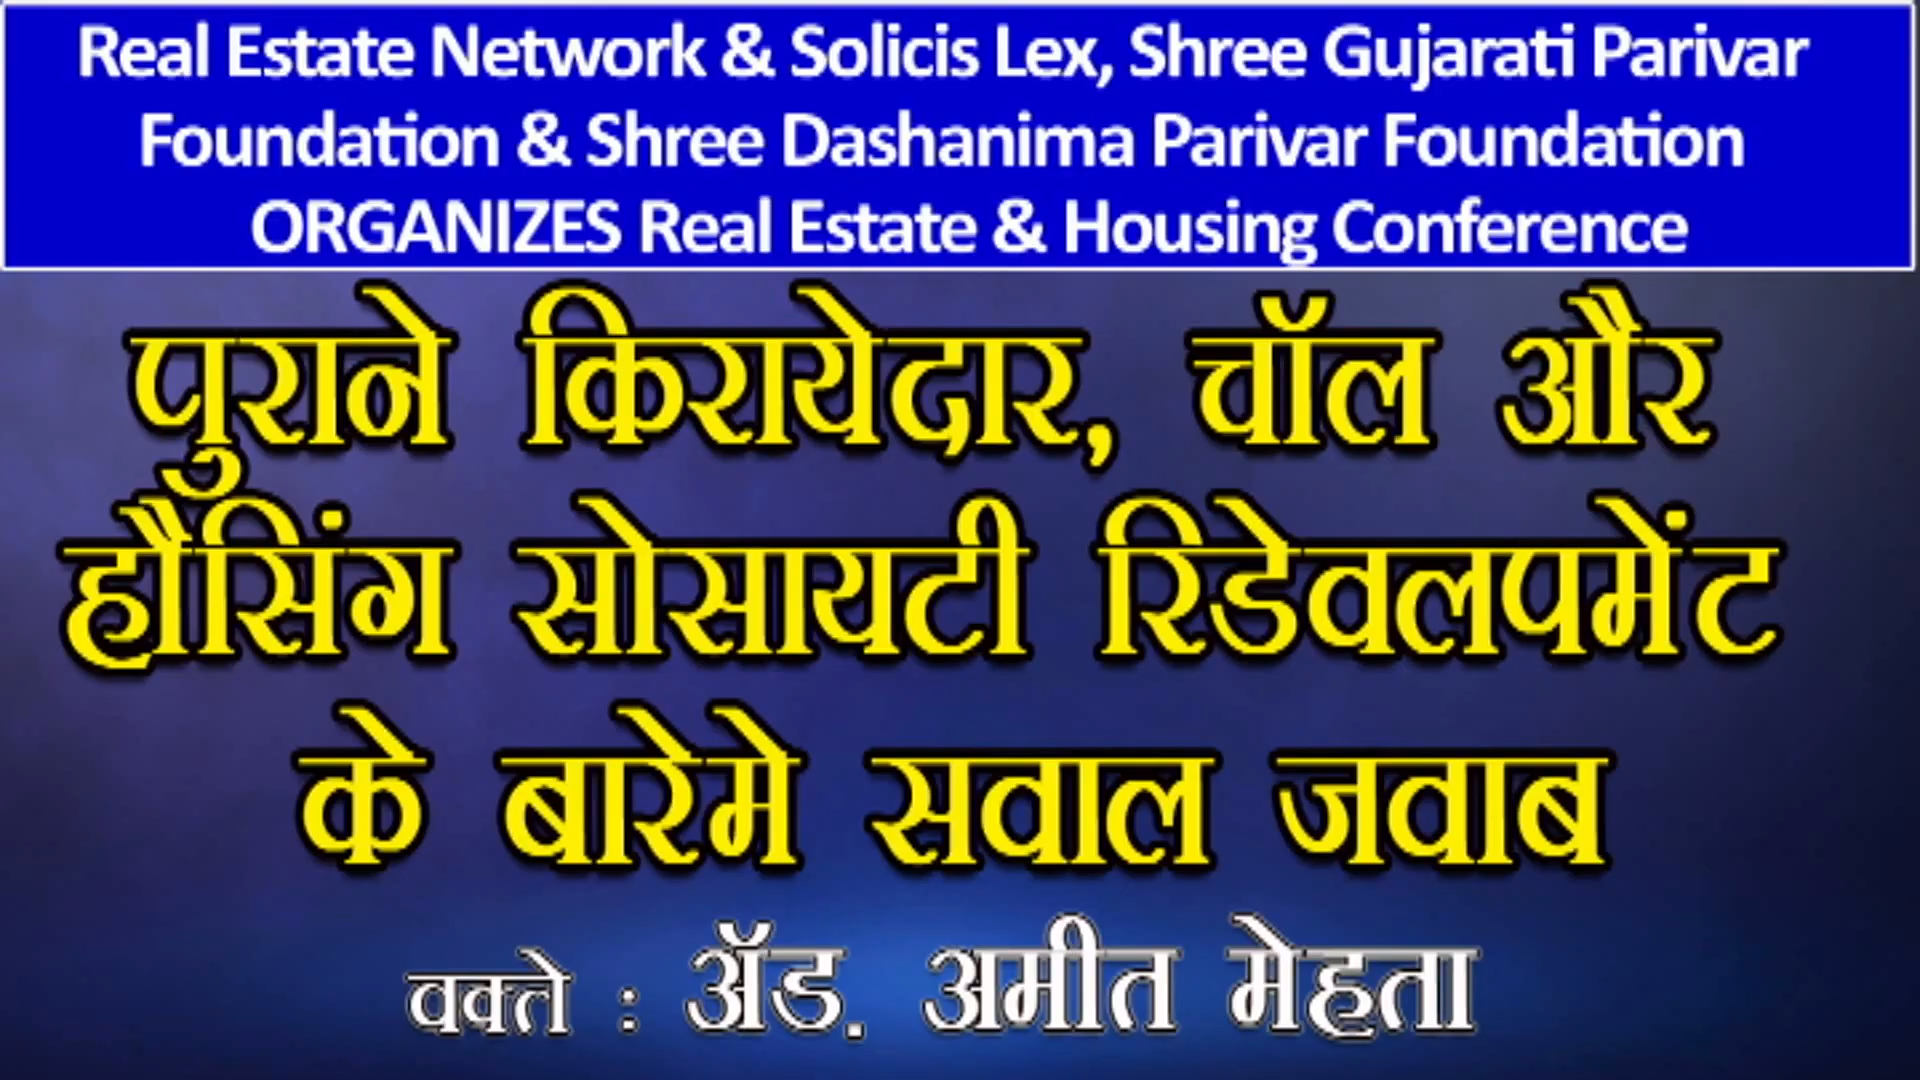 Real Estate Network & Solicis Lex, Shree Gujarati Parivar
Foundation & Shree Dashanima Parivar Foundation
ORGANIZES Real Estate & Housing Conference
पुराने किरायेदार, चॉल और
हौसिंग सोसायटी रिडेवलपमेंट
के बारेमे सवाल जवाब
वक्ते : ॲड. अमीत मेहता